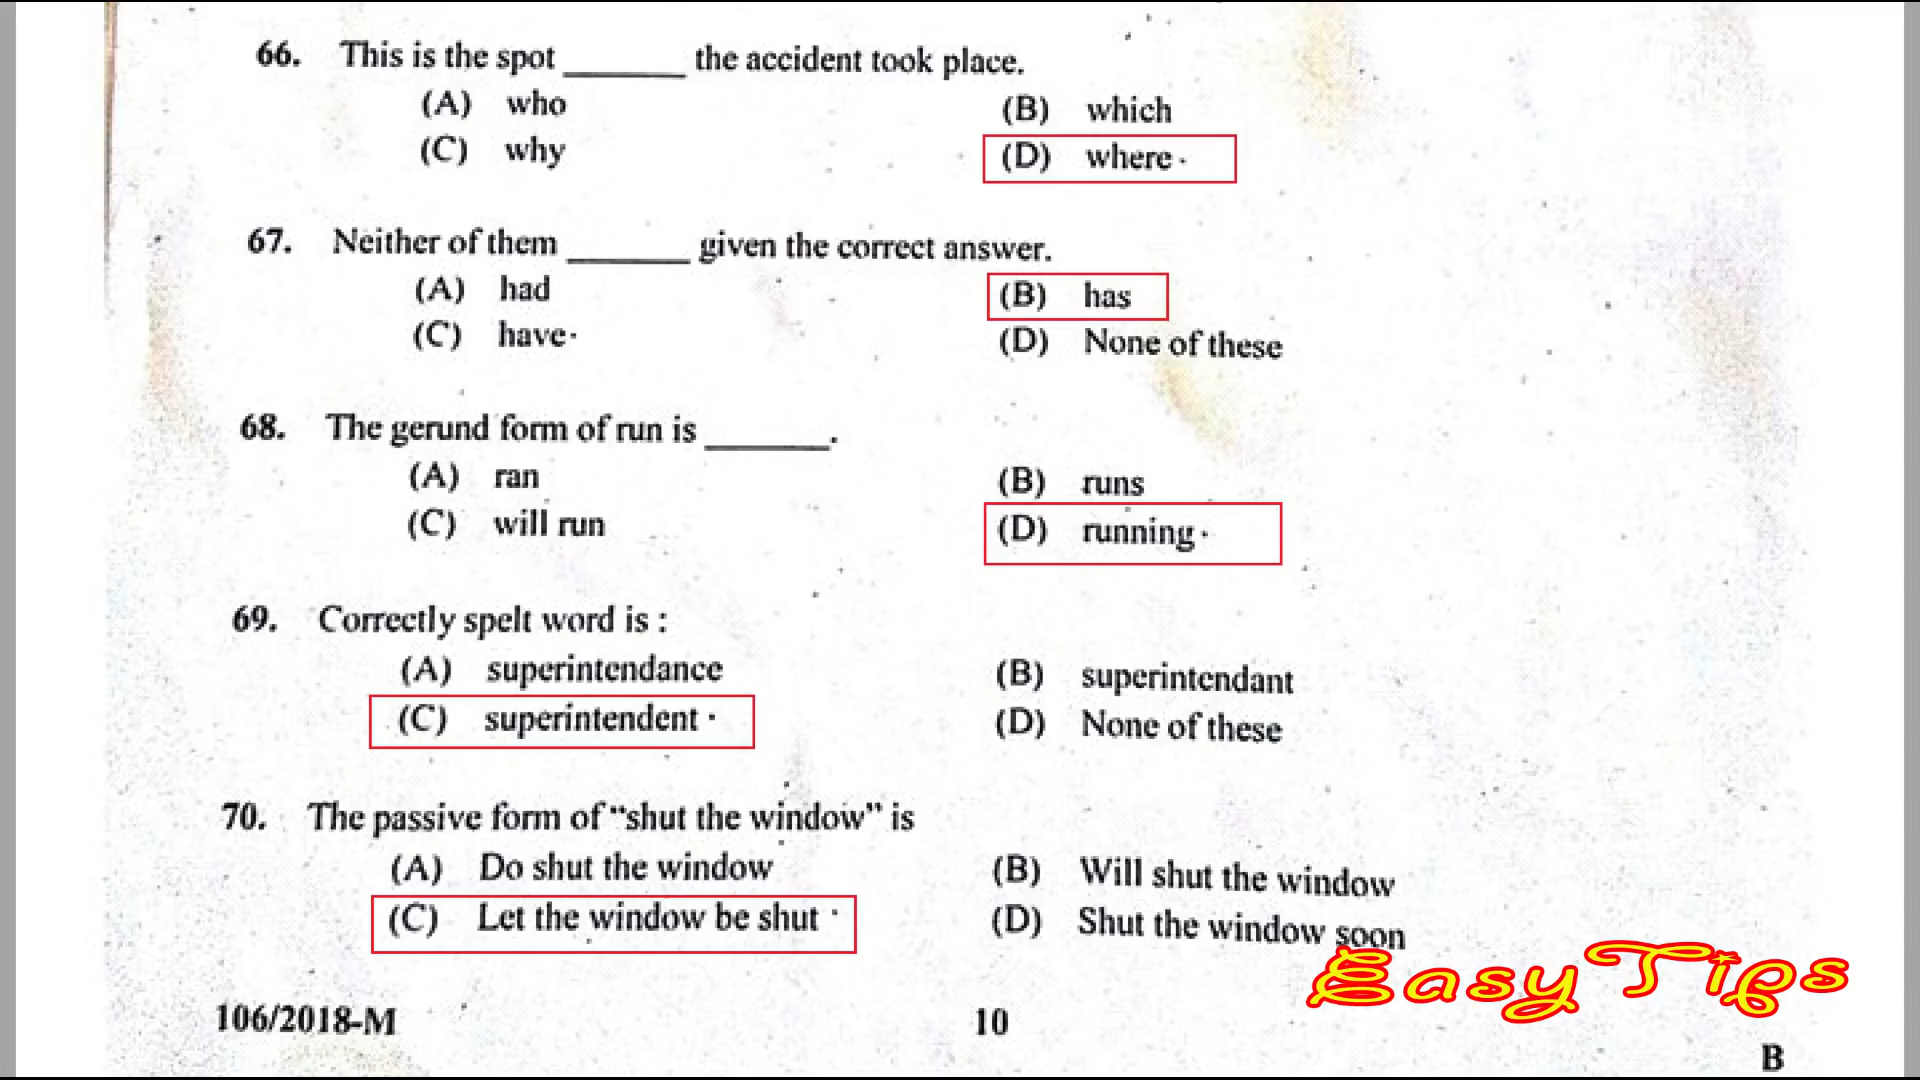 66. This is the spot ______ the accident took place.
(A) who (B) which
(C) why (D) where
67. Neither of them ______ given the correct answer.
(A) had (B) has
(C) have (D) None of these
68. The gerund form of run is ______.
(A) ran (B) runs
(C) will run (D) running
69. Correctly spelt word is :
(A) superintendance (B) superintendant
(C) superintendent (D) None of these
70. The passive form of “shut the window” is
(A) Do shut the window (B) Will shut the window
(C) Let the window be shut (D) Shut the window soon
Easy Tips
106/2018-M 10
B